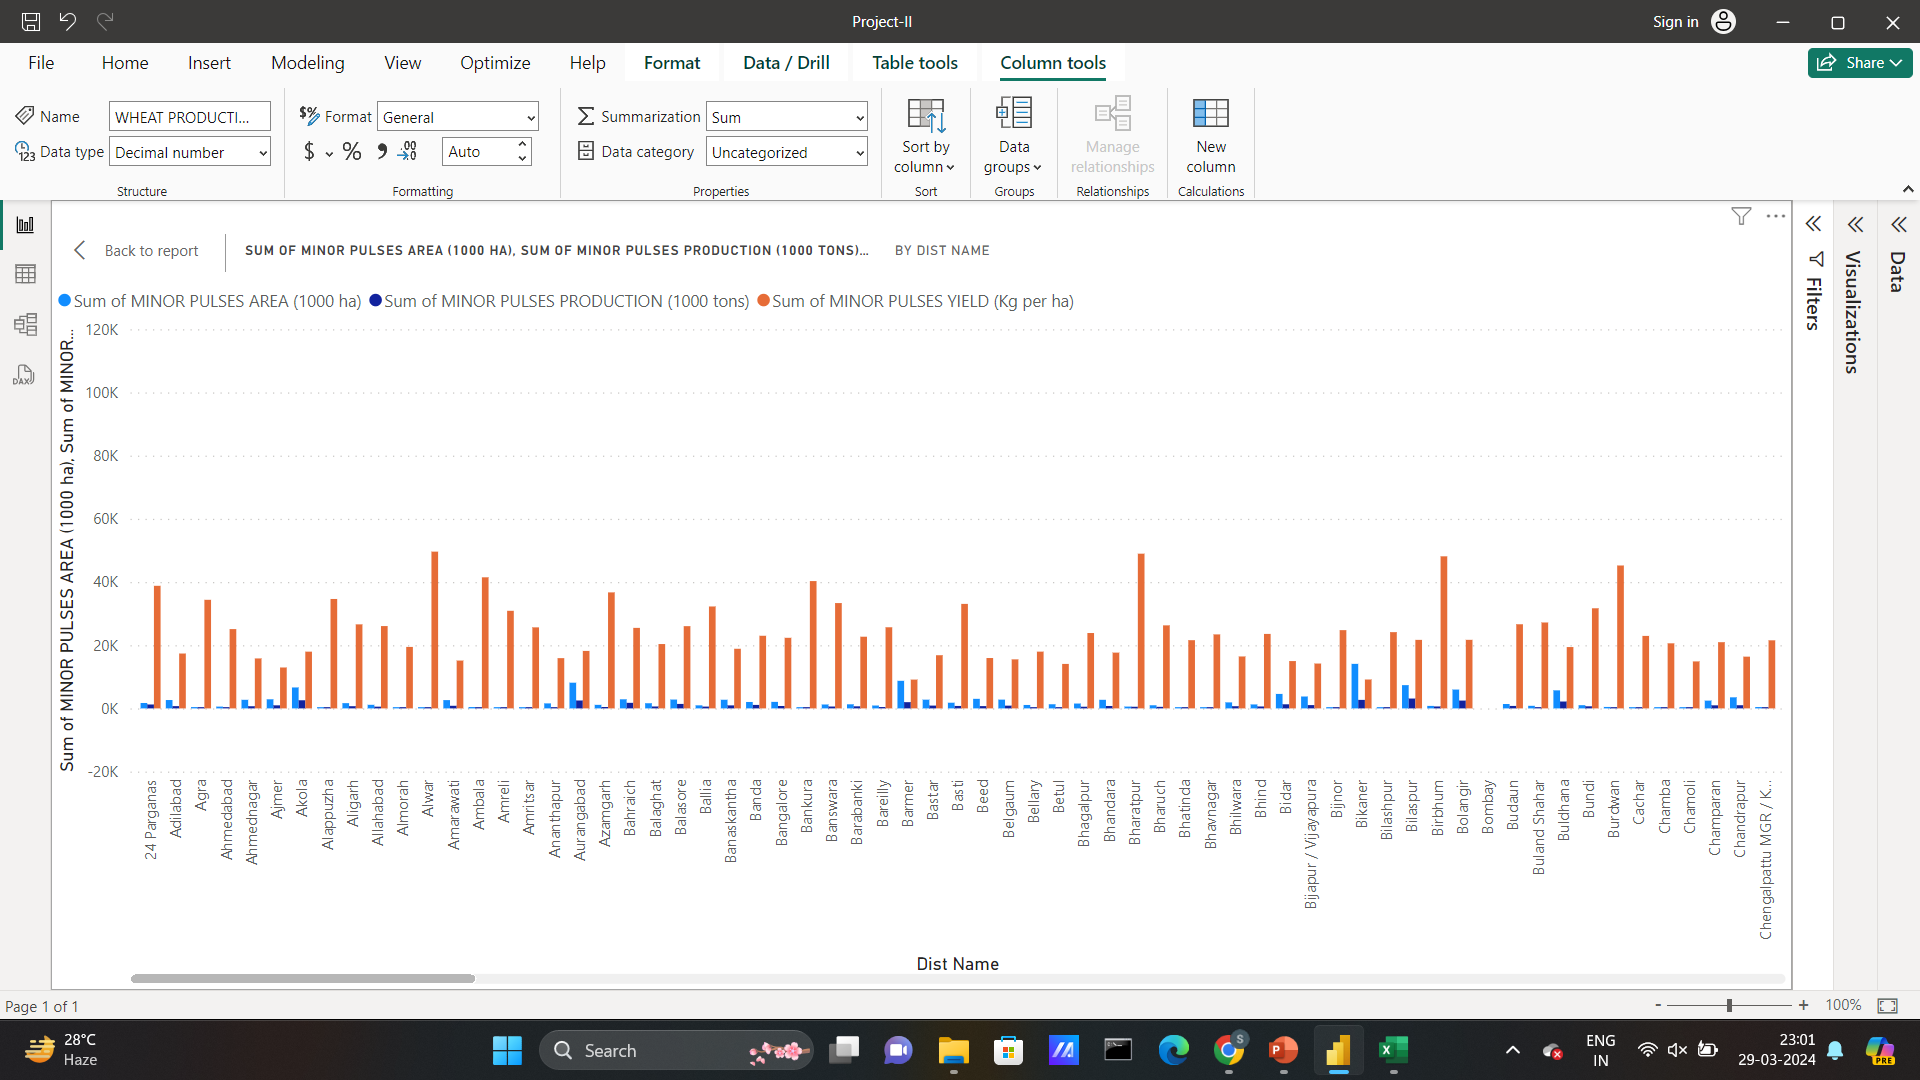 Project-II
Sign in
File Home Insert Modeling View Optimize Help Format Data / Drill Table tools Column tools
Share
Name WHEAT PRODUCTI...
Data type Decimal number
Structure
Format General
$ % Auto
Formatting
Summarization Sum
Data category Uncategorized
Properties
Sort by
column
Sort
Data
groups
Groups
Manage
relationships
Relationships
New
column
Calculations
Back to report
SUM OF MINOR PULSES AREA (1000 HA), SUM OF MINOR PULSES PRODUCTION (1000 TONS)...
BY DIST NAME
Sum of MINOR PULSES AREA (1000 ha) Sum of MINOR PULSES PRODUCTION (1000 tons) Sum of MINOR PULSES YIELD (Kg per ha)
Sum of MINOR PULSES AREA (1000 ha), Sum of MINOR...
120K
100K
80K
60K
40K
20K
0K
-20K
24 Parganas
Adilabad
Agra
Ahmedabad
Ahmednagar
Ajmer
Akola
Alappuzha
Aligarh
Allahabad
Almorah
Alwar
Amarawati
Ambala
Amreli
Amritsar
Ananthapur
Aurangabad
Azamgarh
Bahraich
Balaghat
Balasore
Ballia
Banaskantha
Banda
Bangalore
Bankura
Banswara
Barabanki
Bareilly
Barmer
Bastar
Basti
Beed
Belgaum
Bellary
Betul
Bhagalpur
Bhandara
Bharatpur
Bharuch
Bhatinda
Bhavnagar
Bhilwara
Bhind
Bidar
Bijapur / Vijayapura
Bijnor
Bikaner
Bilashpur
Bilaspur
Birbhum
Bolangir
Bombay
Budaun
Buland Shahar
Buldhana
Bundi
Burdwan
Cachar
Chamba
Chamoli
Champaran
Chandrapur
Chengalpattu MGR / K...
Dist Name
Filters
Visualizations
Data
DAX
Page 1 of 1
- + 100%
28°C
Haze
Search
ENG
IN
23:01
29-03-2024
PRE